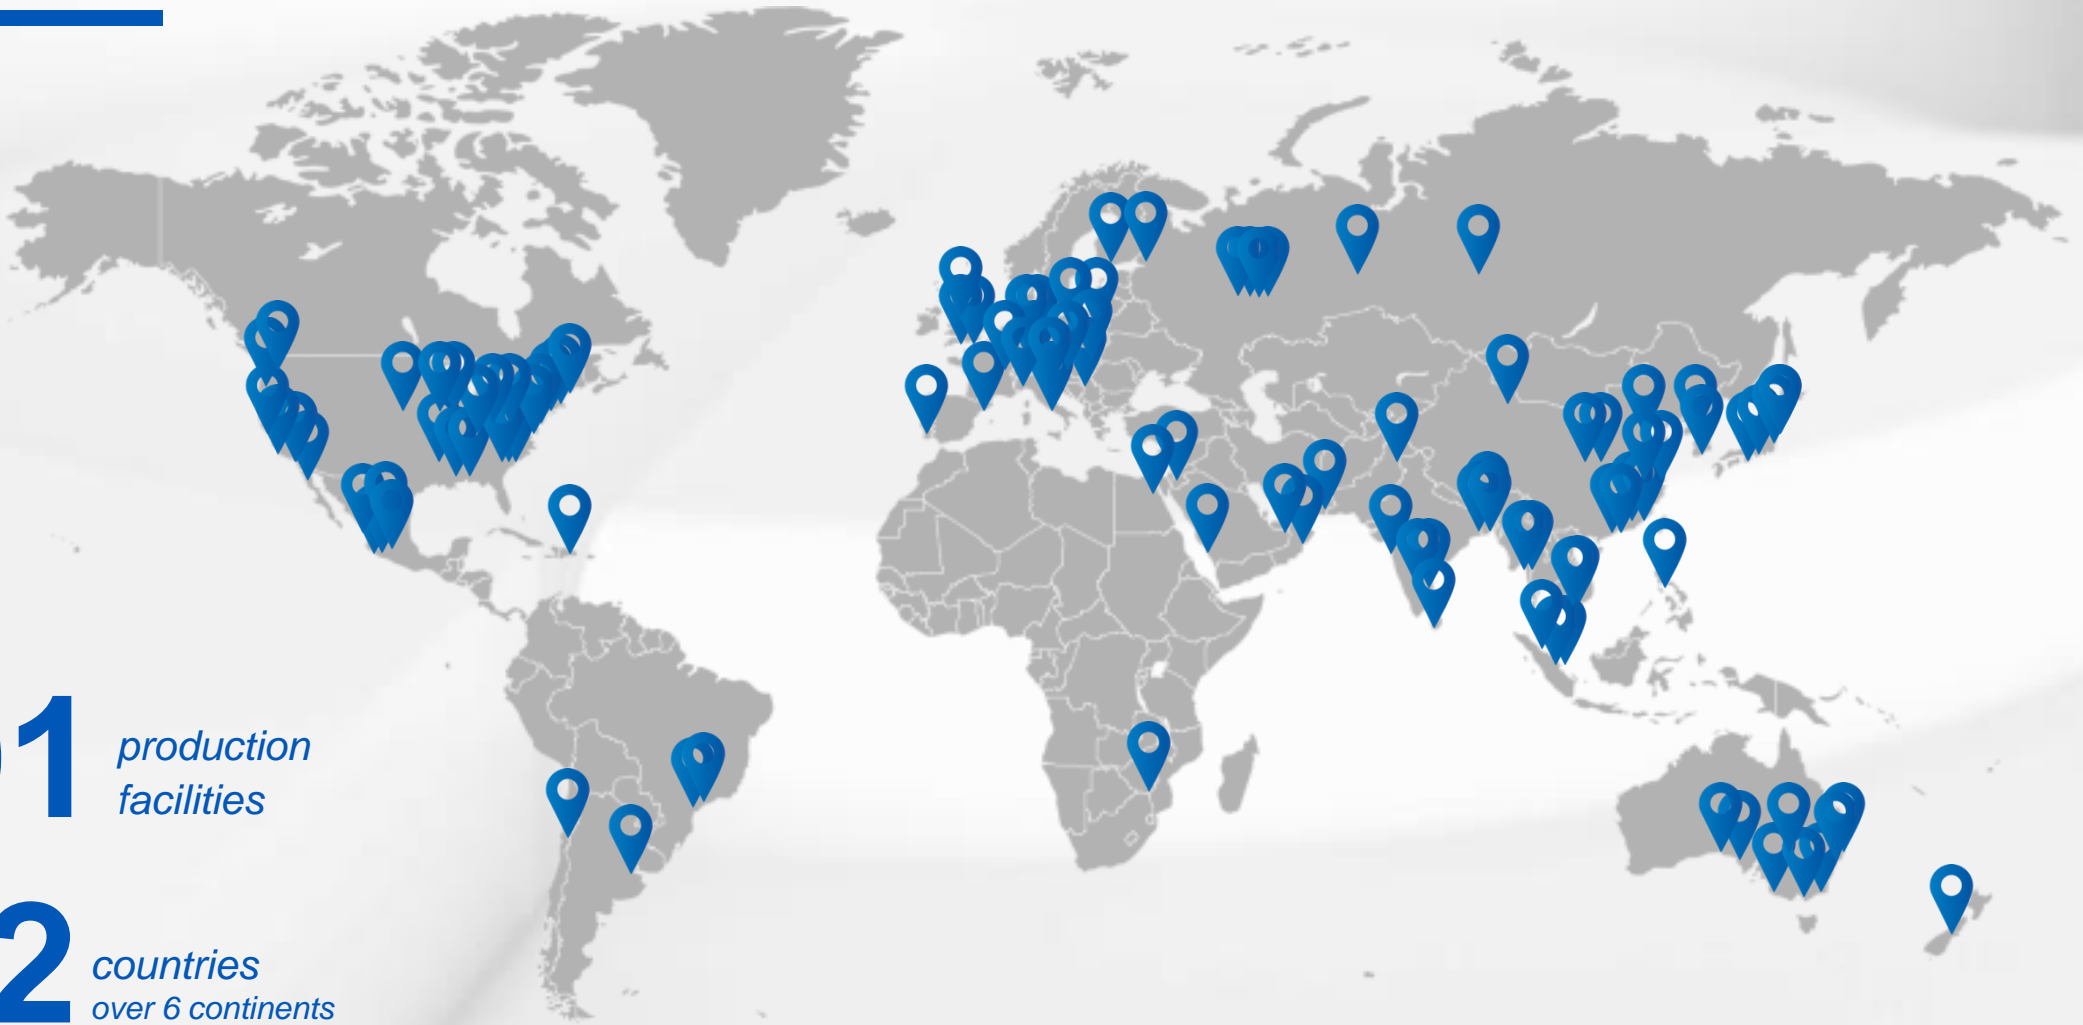 1 production
facilities
2 countries
over 6 continents